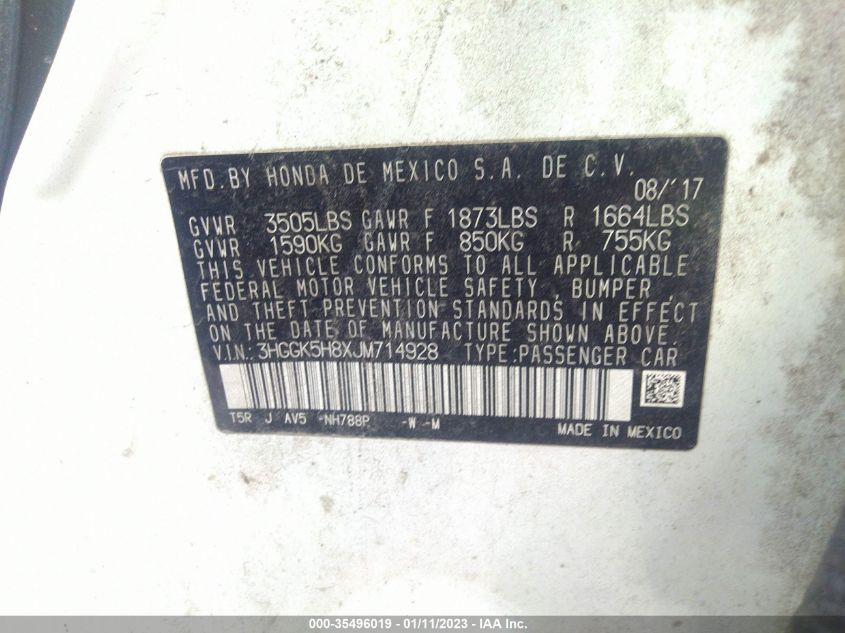 MFD.BY HONDA DE MEXICO S.A. DE C.V.
08/'17
GVWR 3505LBS GAWR F 1873LBS R 1664LBS
GVWR 1590KG GAWR F 850KG R 755KG
THIS VEHICLE CONFORMS TO ALL APPLICABLE
FEDERAL MOTOR VEHICLE SAFETY, BUMPER,
AND THEFT PREVENTION STANDARDS IN EFFECT
ON THE DATE OF MANUFACTURE SHOWN ABOVE.
V.I.N.: 3HGGK5H8XJM714928 TYPE:PASSENGER CAR
T5R J AV5 -NH788P -W -M
MADE IN MEXICO
000-35496019 - 01/11/2023 - IAA Inc.